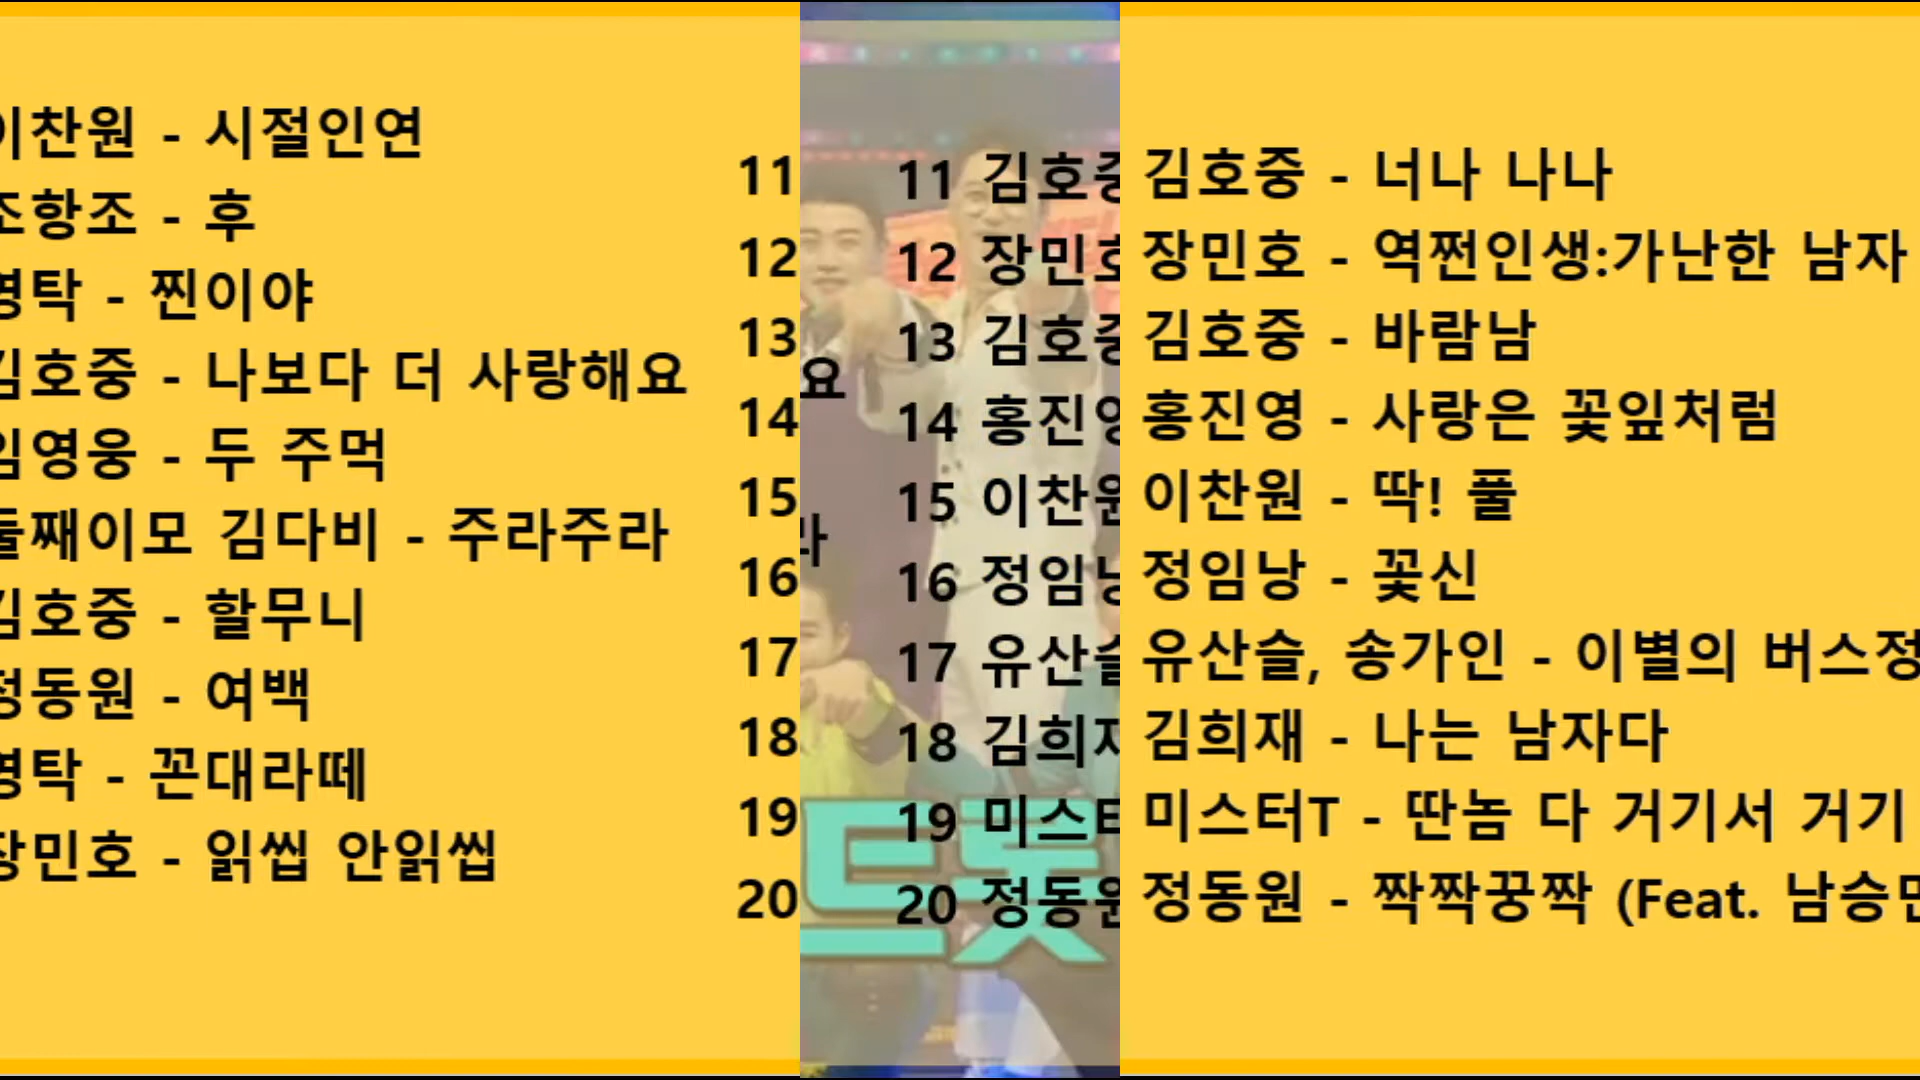 이찬원 - 시절인연
조항조 - 후
영탁 - 찐이야
김호중 - 나보다 더 사랑해요
임영웅 - 두 주먹
둘째이모 김다비 - 주라주라
김호중 - 할무니
정동원 - 여백
영탁 - 꼰대라떼
장민호 - 읽씹 안읽씹
11
12
13
14
15
16
17
18
19
20
요
라
11 김호중
12 장민호
13 김호중
14 홍진영
15 이찬원
16 정임낭
17 유산슬
18 김희재
19 미스터
20 정동원
트롯
김호중 - 너나 나나
장민호 - 역쩐인생:가난한 남자
김호중 - 바람남
홍진영 - 사랑은 꽃잎처럼
이찬원 - 딱! 풀
정임낭 - 꽃신
유산슬, 송가인 - 이별의 버스정
김희재 - 나는 남자다
미스터T - 딴놈 다 거기서 거기
정동원 - 짝짝꿍짝 (Feat. 남승민